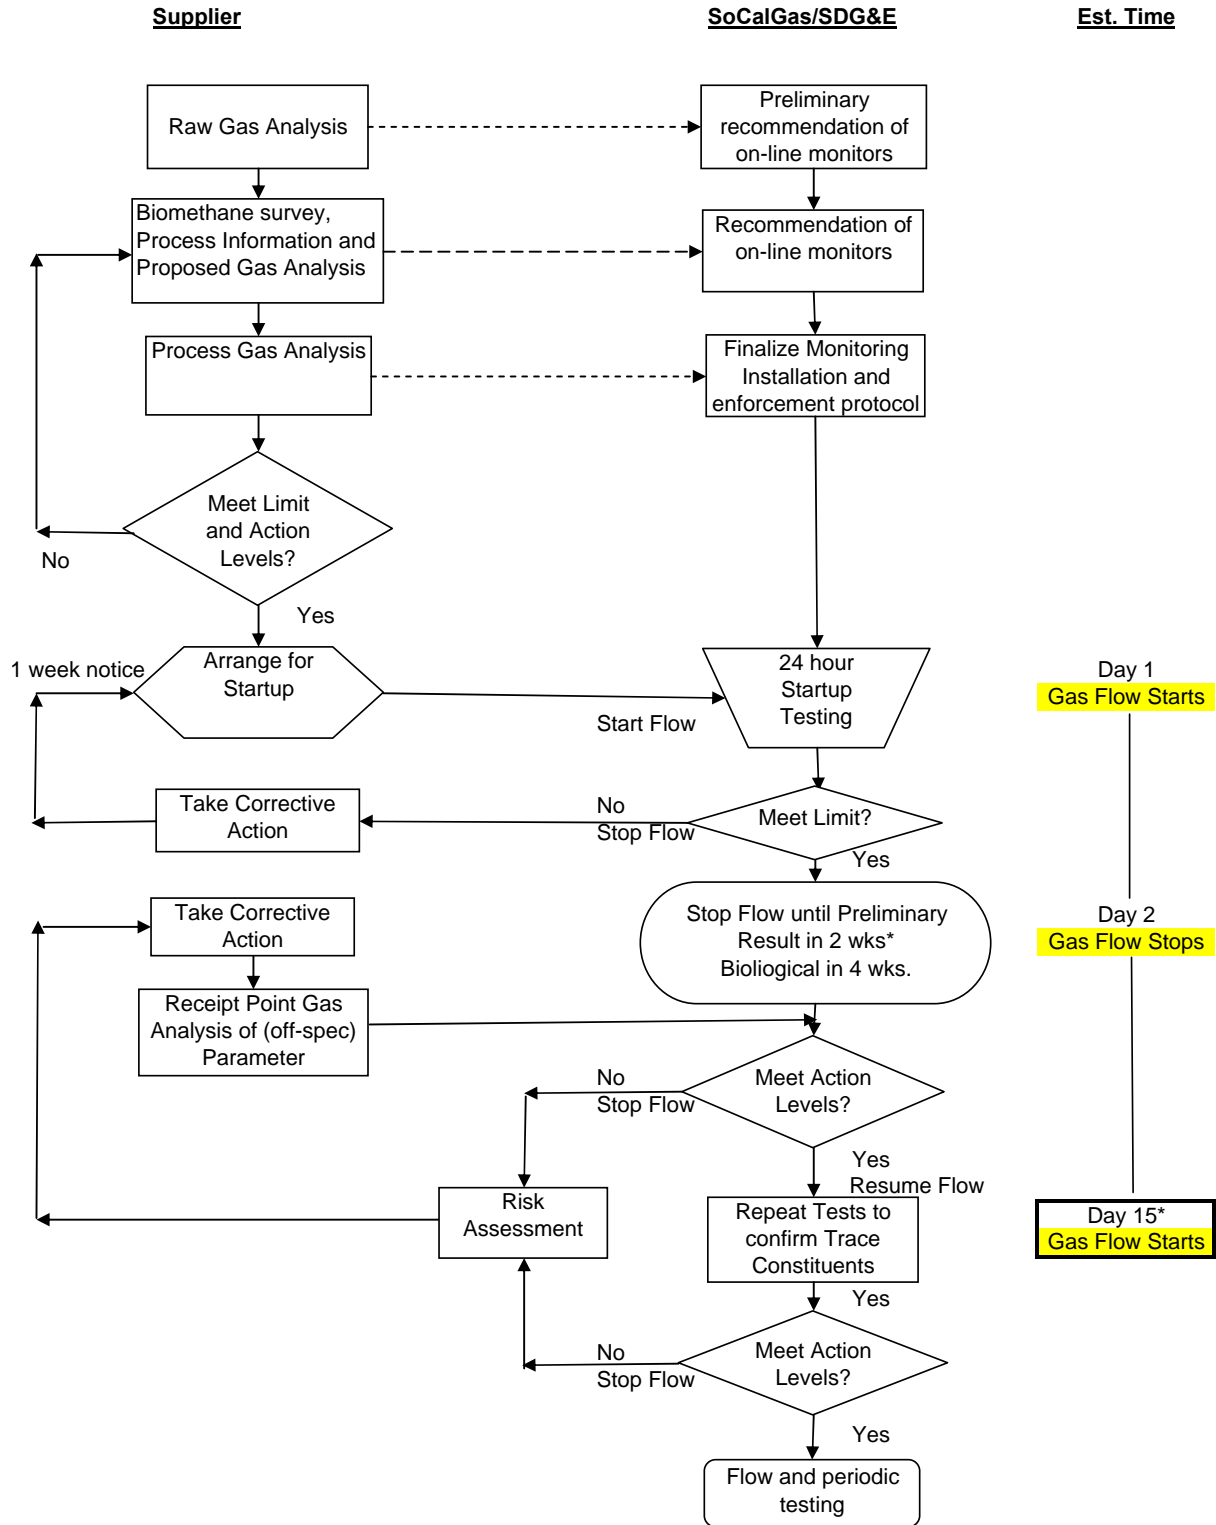 Supplier
SoCalGas/SDG&E
Est. Time
Raw Gas Analysis
Preliminary
recommendation of
on-line monitors
Biomethane survey,
Process Information and
Proposed Gas Analysis
Recommendation of
on-line monitors
Process Gas Analysis
Finalize Monitoring
Installation and
enforcement protocol
Meet Limit
and Action
Levels?
No
Yes
1 week notice
Arrange for
Startup
Start Flow
24 hour
Startup
Testing
Day 1
Gas Flow Starts
Take Corrective
Action
No
Stop Flow
Meet Limit?
Yes
Stop Flow until Preliminary
Result in 2 wks*
Bioliogical in 4 wks.
Day 2
Gas Flow Stops
Take Corrective
Action
Receipt Point Gas
Analysis of (off-spec)
Parameter
No
Stop Flow
Meet Action
Levels?
Yes
Resume Flow
Risk
Assessment
Repeat Tests to
confirm Trace
Constituents
Day 15*
Gas Flow Starts
Yes
No
Stop Flow
Meet Action
Levels?
Yes
Flow and periodic
testing